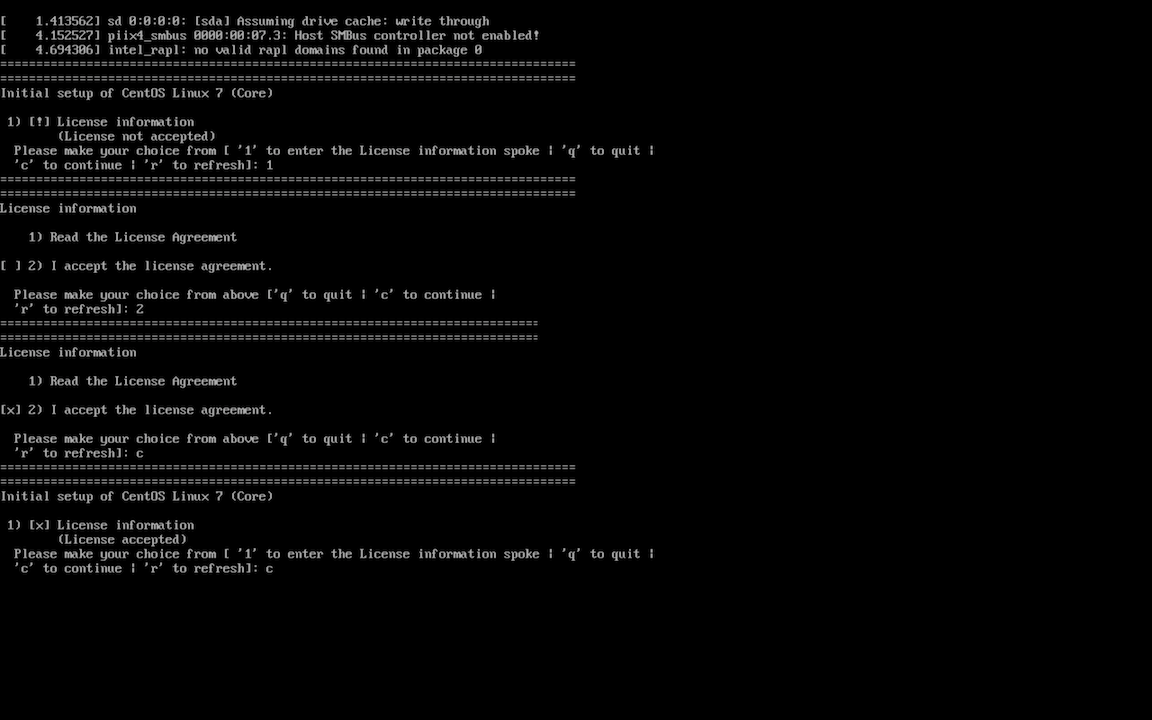 [    1.413562] sd 0:0:0:0: [sda] Assuming drive cache: write through
[    4.152527] piix4_smbus 0000:00:07.3: Host SMBus controller not enabled!
[    4.694306] intel_rapl: no valid rapl domains found in package 0
================================================================================
================================================================================
Initial setup of CentOS Linux 7 (Core)

 1) [!] License information
        (License not accepted)
  Please make your choice from [ '1' to enter the License information spoke | 'q' to quit |
  'c' to continue | 'r' to refresh]: 1
================================================================================
================================================================================
License information

    1) Read the License Agreement

[ ] 2) I accept the license agreement.

  Please make your choice from above ['q' to quit | 'c' to continue |
  'r' to refresh]: 2
===========================================================================
===========================================================================
License information

    1) Read the License Agreement

[x] 2) I accept the license agreement.

  Please make your choice from above ['q' to quit | 'c' to continue |
  'r' to refresh]: c
================================================================================
================================================================================
Initial setup of CentOS Linux 7 (Core)

 1) [x] License information
        (License accepted)
  Please make your choice from [ '1' to enter the License information spoke | 'q' to quit |
  'c' to continue | 'r' to refresh]: c